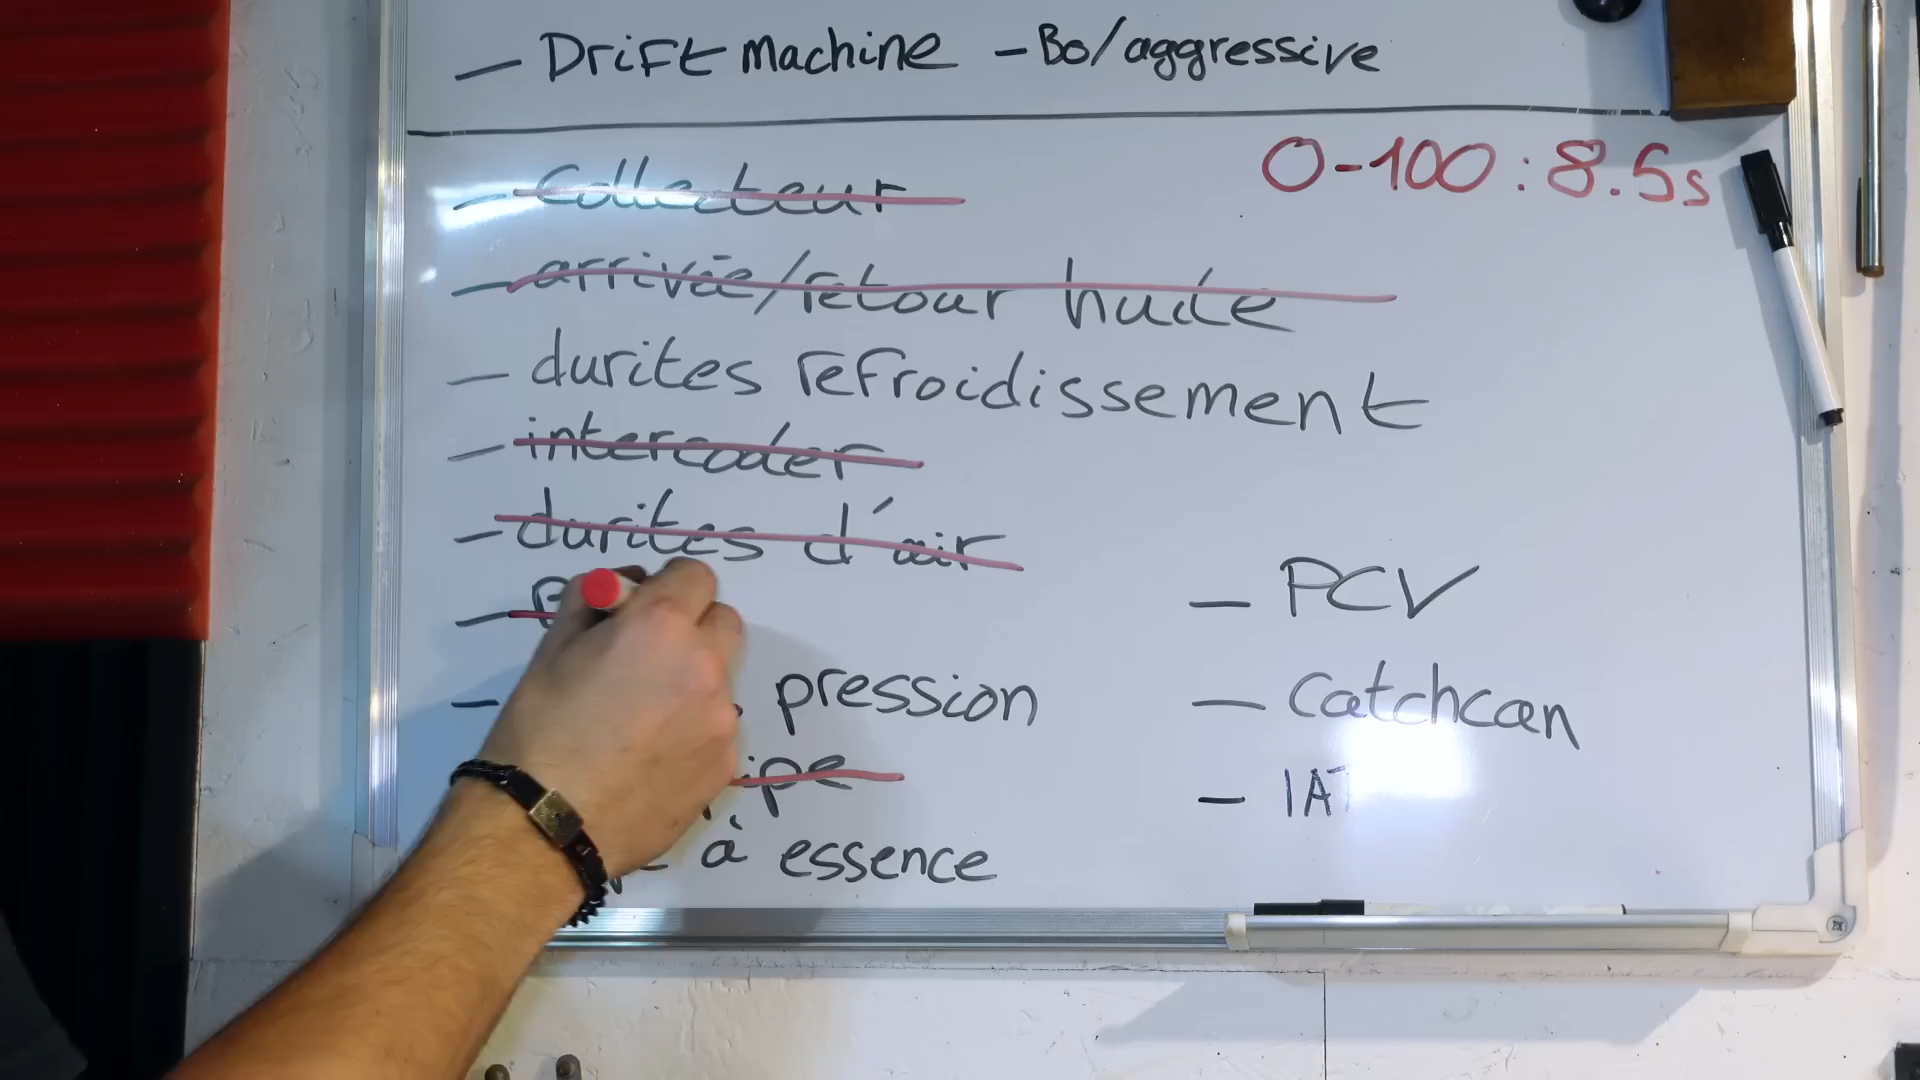 — Drift machine — Bo/aggressive
0-100 : 8.5s
— Collecteur
— arrivée/retour huile
— durites refroidissement
— intercooler
— durites d'air
— PCV
pression
— Catchcan
à essence